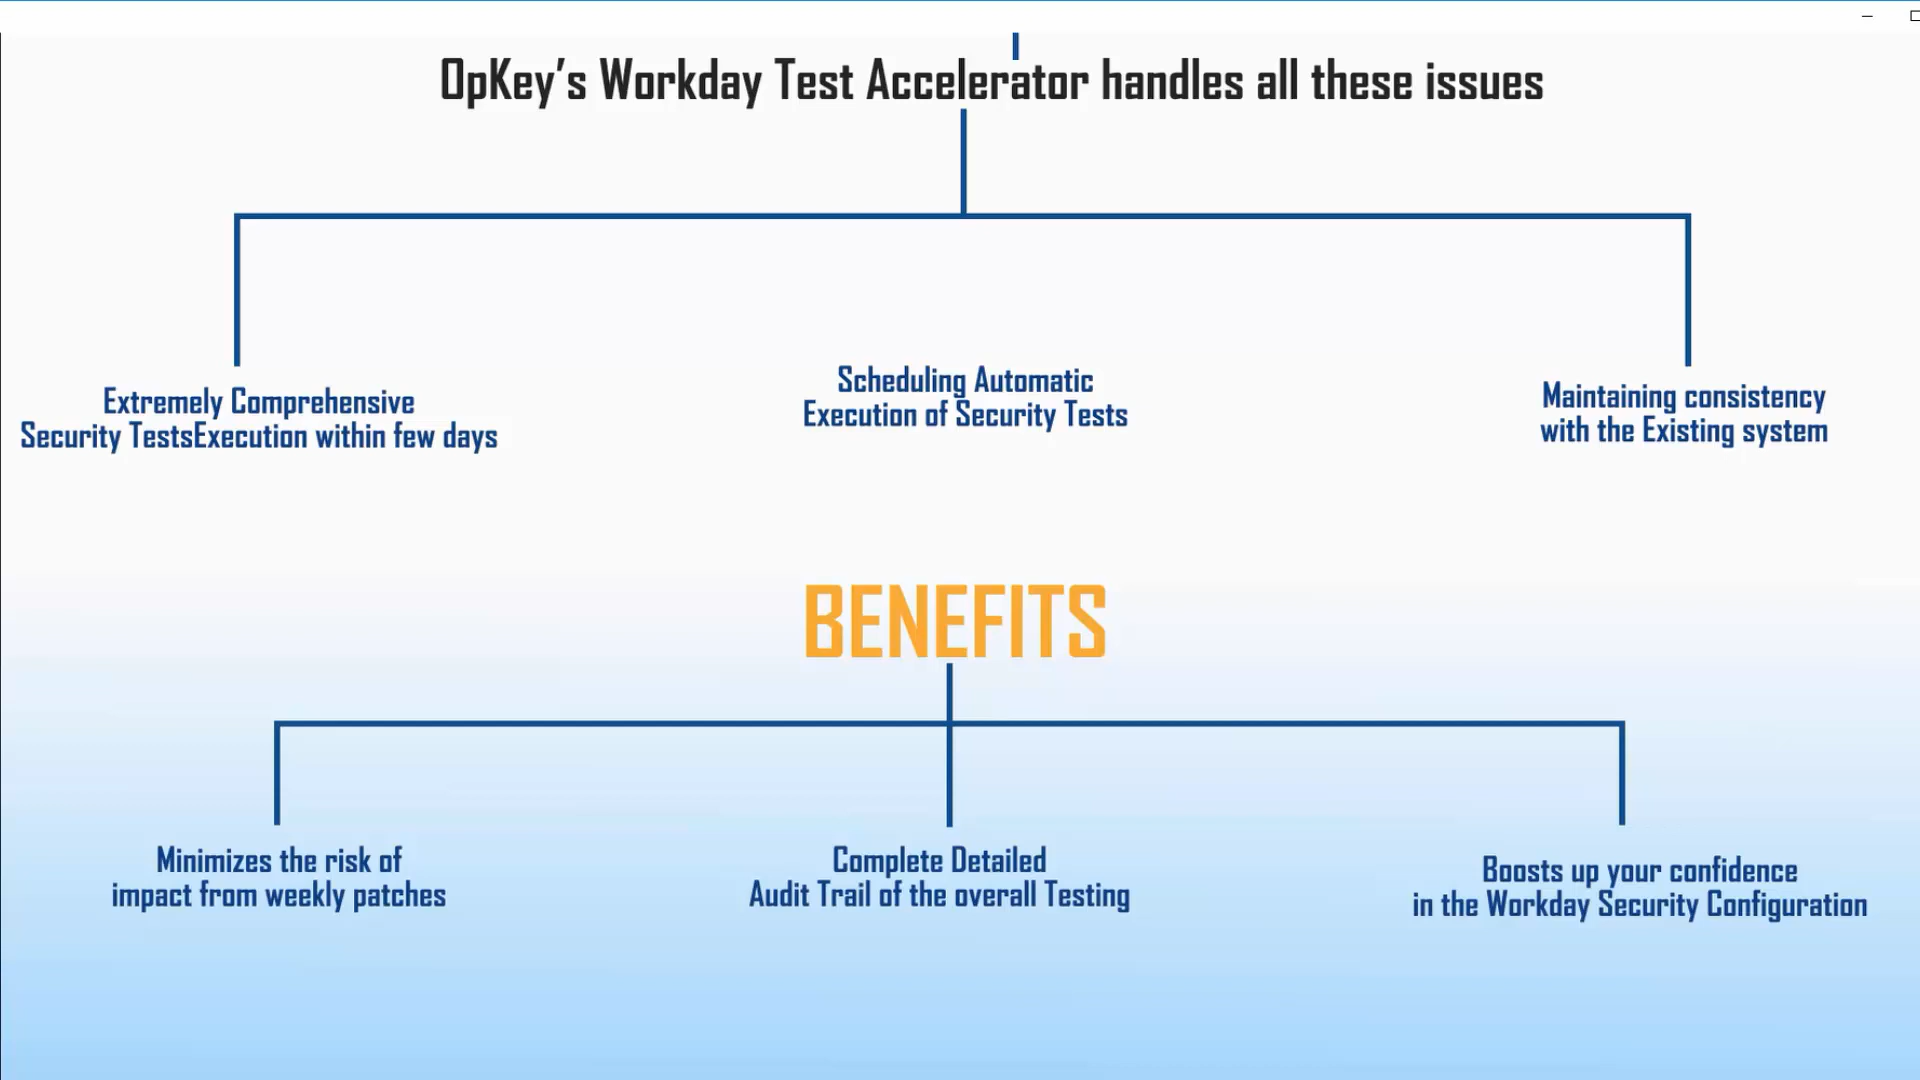 OpKey's Workday Test Accelerator handles all these issues
Extremely Comprehensive
Security TestsExecution within few days
Scheduling Automatic
Execution of Security Tests
Maintaining consistency
with the Existing system
BENEFITS
Minimizes the risk of
impact from weekly patches
Complete Detailed
Audit Trail of the overall Testing
Boosts up your confidence
in the Workday Security Configuration